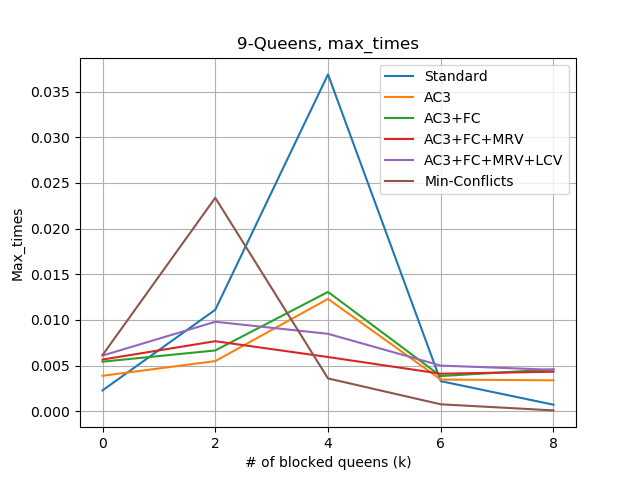 9-Queens, max_times
Max_times
0.035
0.030
0.025
0.020
0.015
0.010
0.005
0.000
Standard
AC3
AC3+FC
AC3+FC+MRV
AC3+FC+MRV+LCV
Min-Conflicts
0 2 4 6 8
# of blocked queens (k)